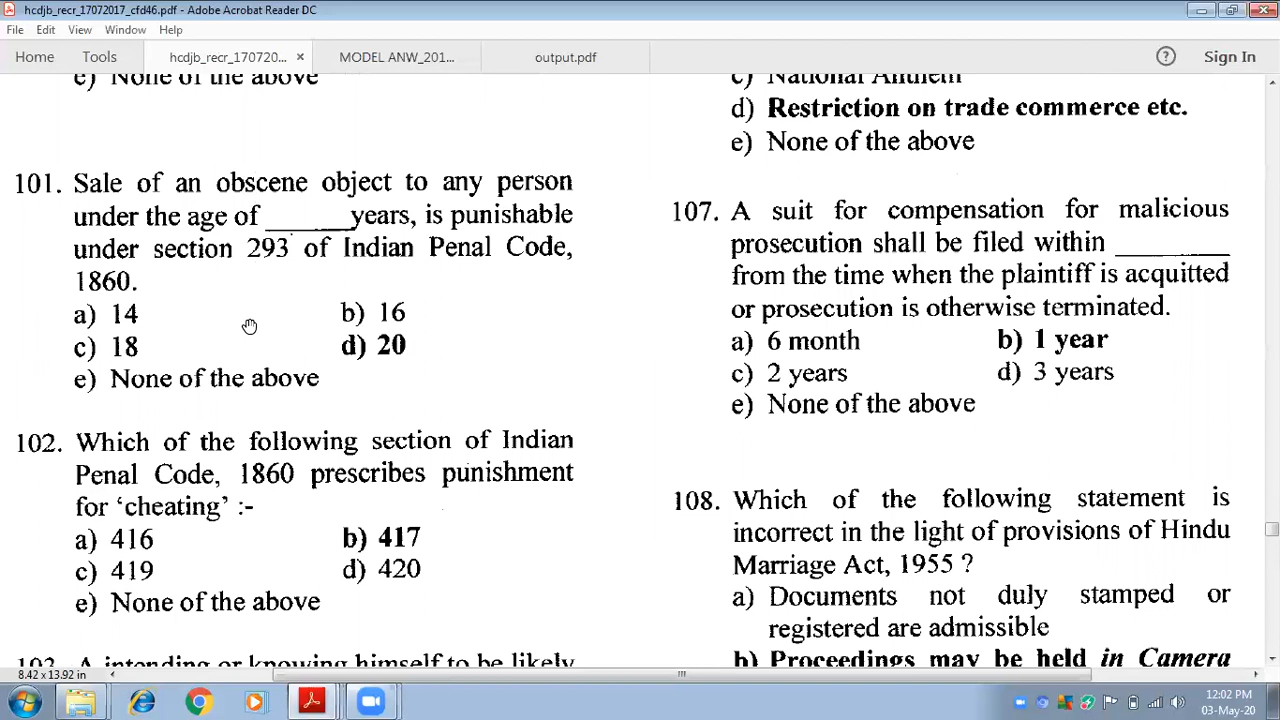 hcdjb_recr_17072017_cfd46.pdf - Adobe Acrobat Reader DC
File Edit View Window Help
Home Tools hcdjb_recr_170720... × MODEL ANW_201... output.pdf ? Sign In
e) None of the above
101. Sale of an obscene object to any person
under the age of ______years, is punishable
under section 293 of Indian Penal Code,
1860.
a) 14 b) 16
c) 18 d) 20
e) None of the above
102. Which of the following section of Indian
Penal Code, 1860 prescribes punishment
for ‘cheating’ :-
a) 416 b) 417
c) 419 d) 420
e) None of the above
103. A intending or knowing himself to be likely
c) National Anthem
d) Restriction on trade commerce etc.
e) None of the above
107. A suit for compensation for malicious
prosecution shall be filed within ________
from the time when the plaintiff is acquitted
or prosecution is otherwise terminated.
a) 6 month b) 1 year
c) 2 years d) 3 years
e) None of the above
108. Which of the following statement is
incorrect in the light of provisions of Hindu
Marriage Act, 1955 ?
a) Documents not duly stamped or
registered are admissible
b) Proceedings may be held in Camera
8.42 x 13.92 in
12:02 PM
03-May-20